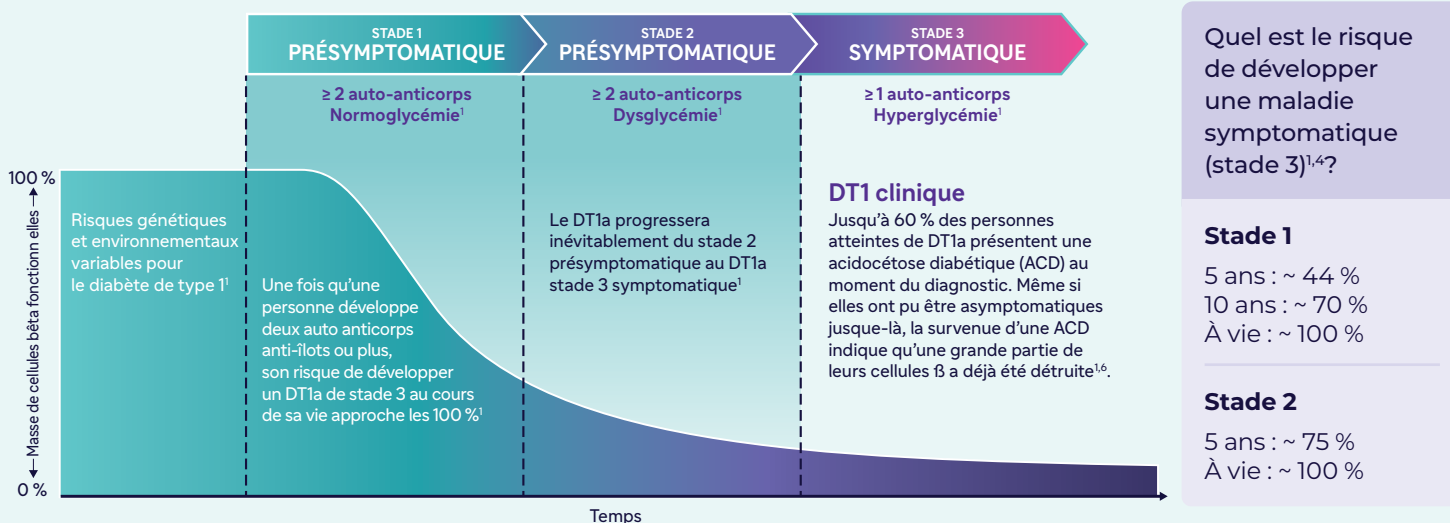 STADE 1
PRÉSYMPTOMATIQUE
STADE 2
PRÉSYMPTOMATIQUE
STADE 3
SYMPTOMATIQUE
≥ 2 auto-anticorps
Normoglycémie¹
≥ 2 auto-anticorps
Dysglycémie¹
≥ 1 auto-anticorps
Hyperglycémie¹
100 %
Masse de cellules bêta fonction elles
0 %
Risques génétiques
et environnementaux
variables pour
le diabète de type 1¹
Une fois qu'une
personne développe
deux auto anticorps
anti-îlots ou plus,
son risque de développer
un DT1a de stade 3 au cours
de sa vie approche les 100 %¹
Le DT1a progressera
inévitablement du stade 2
présymptomatique au DT1a
stade 3 symptomatique¹
DT1 clinique
Jusqu'à 60 % des personnes
atteintes de DT1a présentent une
acidocétose diabétique (ACD) au
moment du diagnostic. Même si
elles ont pu être asymptomatiques
jusque-là, la survenue d'une ACD
indique qu'une grande partie de
leurs cellules ß a déjà été détruite¹,⁶.
Temps
Quel est le risque
de développer
une maladie
symptomatique
(stade 3)¹,⁴?
Stade 1
5 ans : ~ 44 %
10 ans : ~ 70 %
À vie : ~ 100 %
Stade 2
5 ans : ~ 75 %
À vie : ~ 100 %